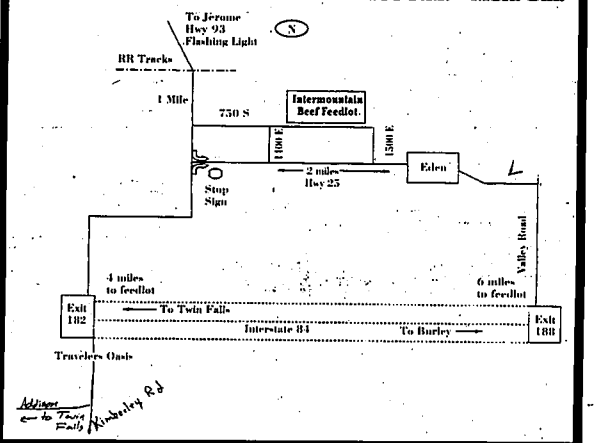 To Jerome
Hwy 93
Flashing Light
N
RR Tracks
1 Mile
750 S
Intermountain
Beef Feedlot
1400 E
1500 E
2 miles
Hwy 25
Eden
Stop
Sign
Valley Road
4 miles
to feedlot
6 miles
to feedlot
Exit
182
To Twin Falls
Interstate 84
To Burley
Exit
188
Travelers Oasis
Addison
to Twin
Falls
Kimberley Rd